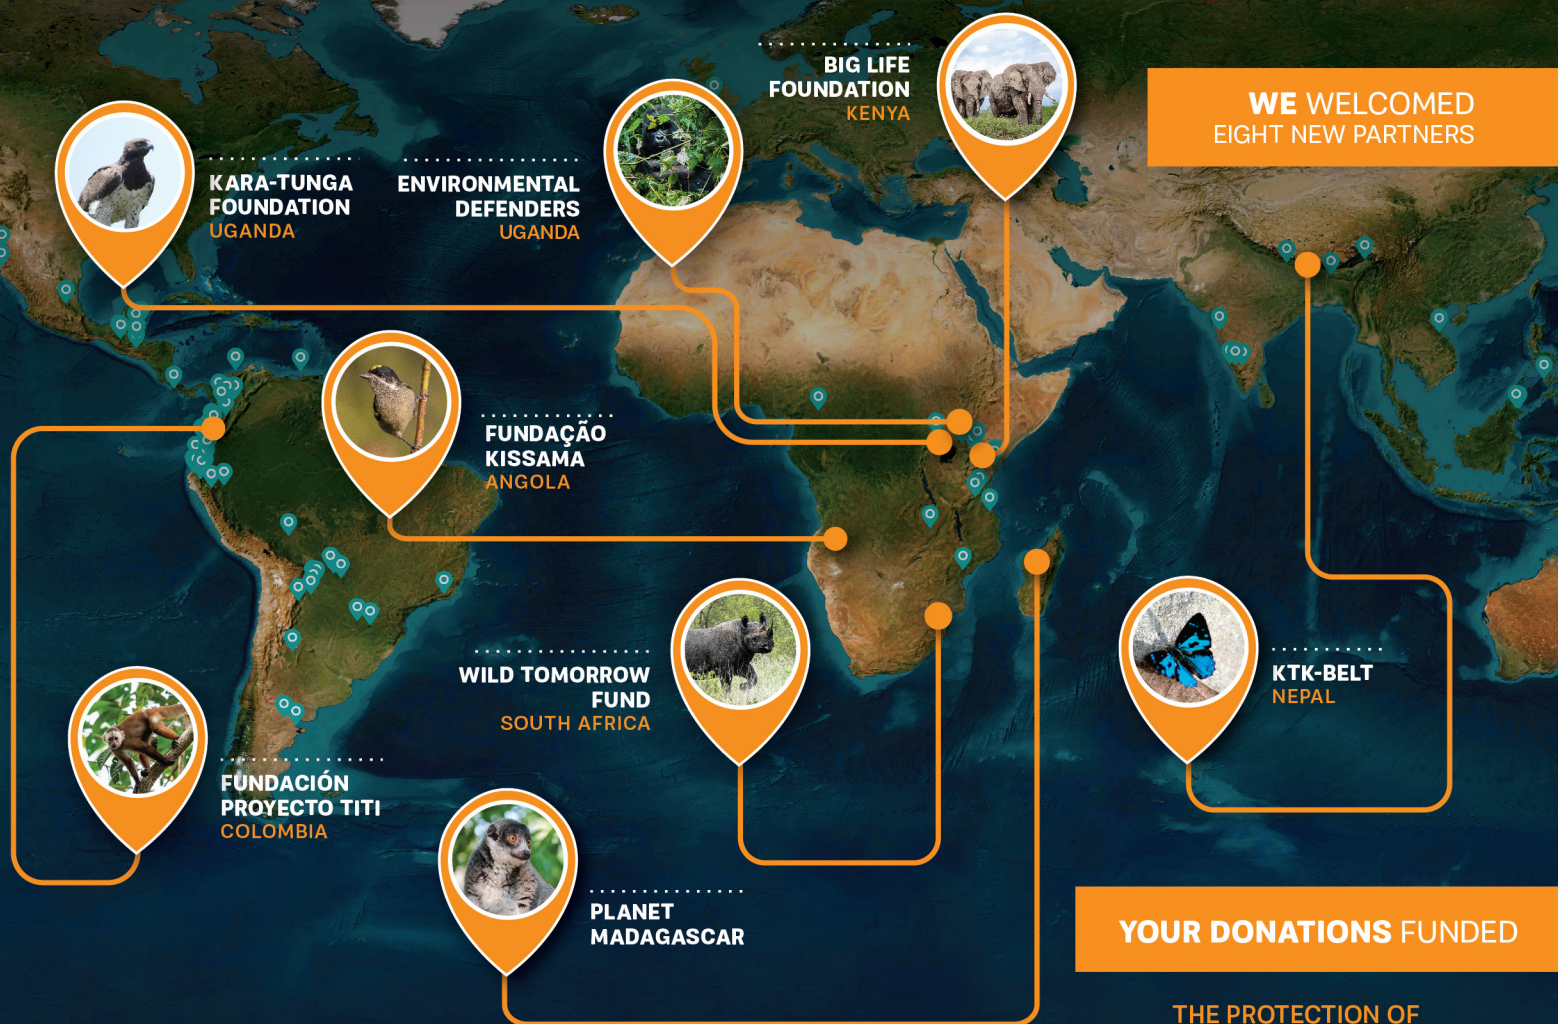 BIG LIFE
FOUNDATION
KENYA
WE WELCOMED
EIGHT NEW PARTNERS
KARA-TUNGA
FOUNDATION
UGANDA
ENVIRONMENTAL
DEFENDERS
UGANDA
FUNDAÇÃO
KISSAMA
ANGOLA
WILD TOMORROW
FUND
SOUTH AFRICA
KTK-BELT
NEPAL
FUNDACIÓN
PROYECTO TITI
COLOMBIA
PLANET
MADAGASCAR
YOUR DONATIONS FUNDED
THE PROTECTION OF